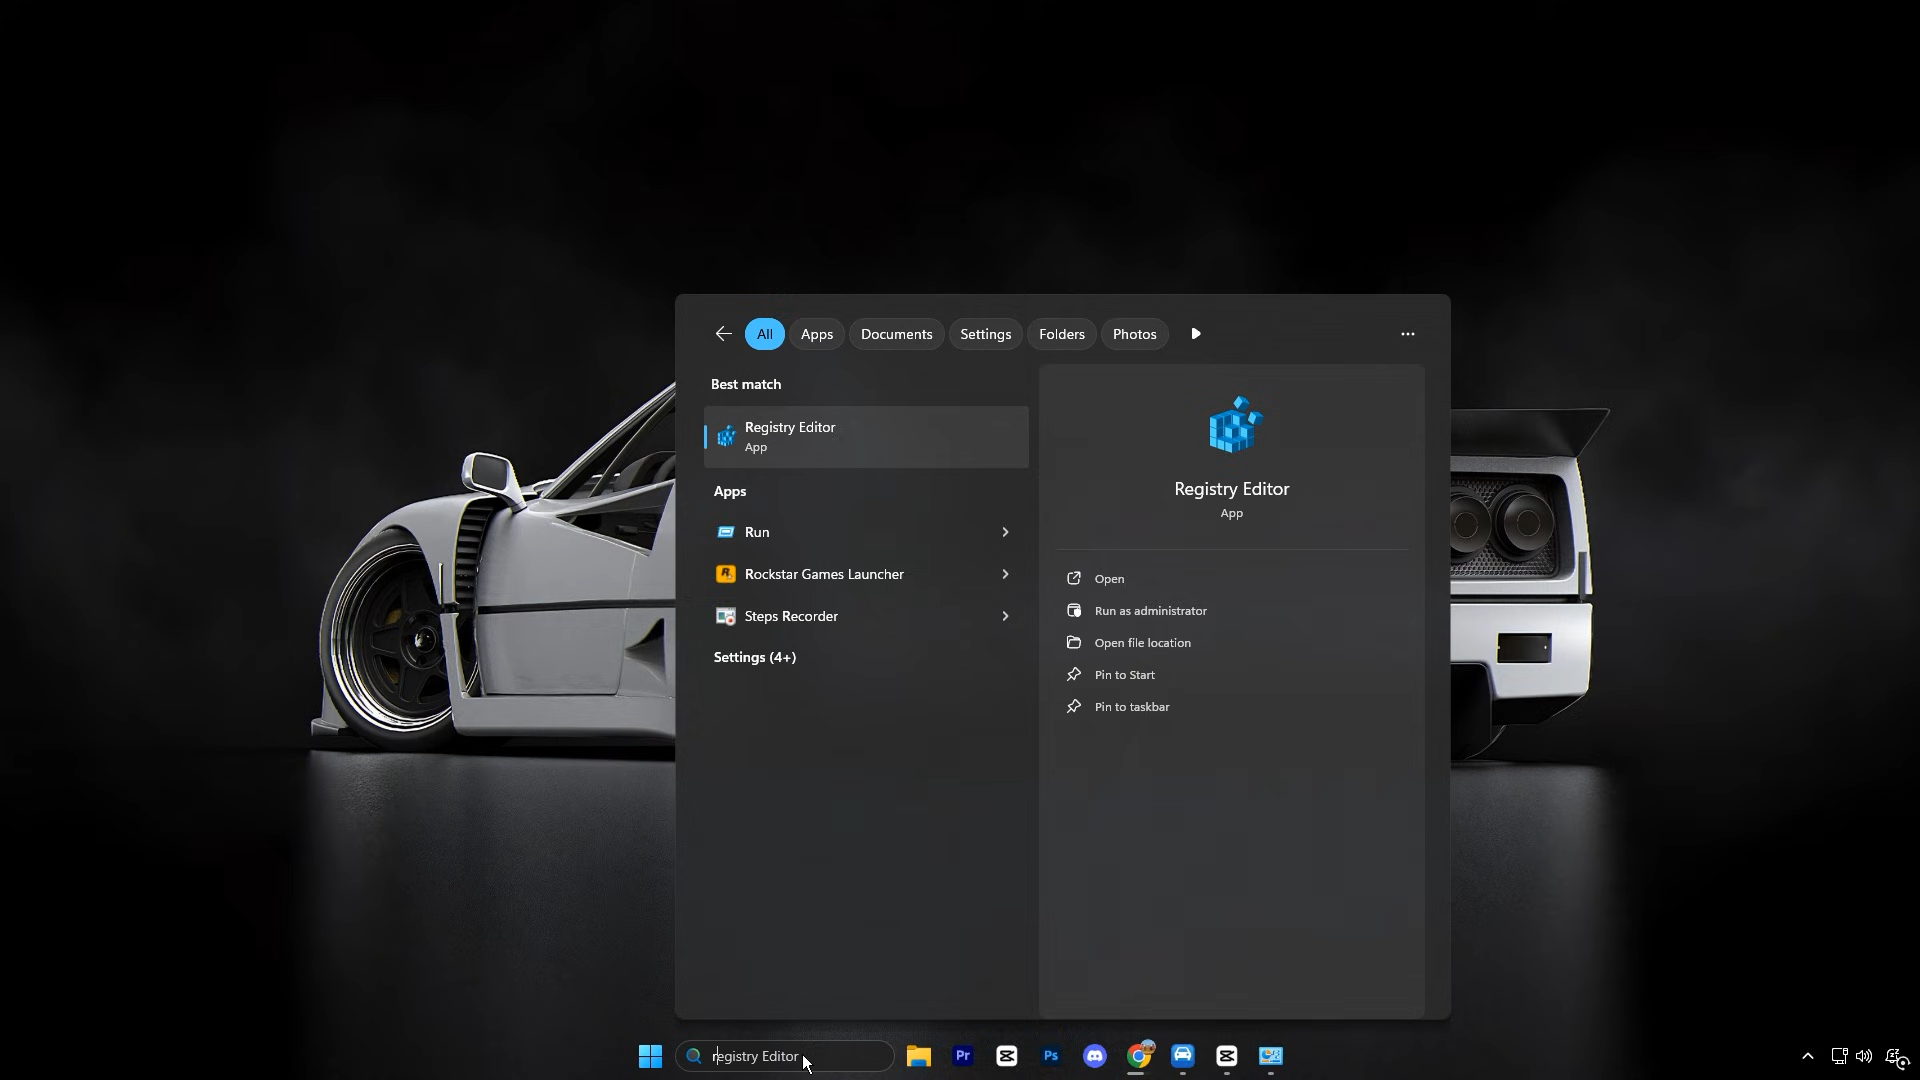 All
Apps
Documents
Settings
Folders
Photos
Best match
Registry Editor
App
Apps
Run
Rockstar Games Launcher
Steps Recorder
Settings (4+)
Registry Editor
App
Open
Run as administrator
Open file location
Pin to Start
Pin to taskbar
registry Editor
Pr
Ps